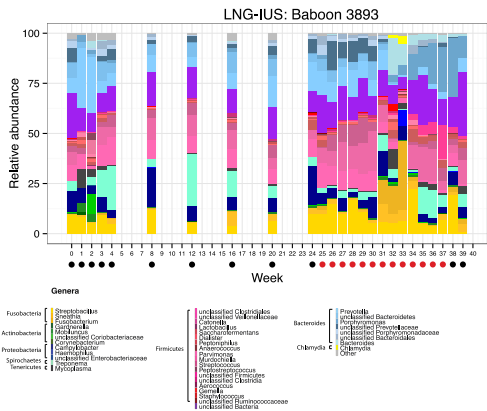 LNG-IUS: Baboon 3893
Relative abundance
100
75
50
25
0
0 1 2 3 4 5 6 7 8 9 10 11 12 13 14 15 16 17 18 19 20 21 22 23 24 25 26 27 28 29 30 31 32 33 34 35 36 37 38 39 40
Week
Genera
Fusobacteria
Streptobacillus
Sneathia
Fusobacterium
Actinobacteria
Gardnerella
Mobiluncus
unclassified Coriobacteriaceae
Corynebacterium
Proteobacteria
Campylobacter
Haemophilus
unclassified Enterobacteriaceae
Spirochaetes
Treponema
Tenericutes
Mycoplasma
Firmicutes
unclassified Clostridiales
unclassified Veillonellaceae
Catonella
Lactobacillus
Saccharofermentans
Dialister
Peptoniphilus
Anaerococcus
Parvimonas
Murdochiella
Streptococcus
Peptostreptococcus
unclassified Firmicutes
unclassified Clostridia
Aerococcus
Gemella
Staphylococcus
unclassified Ruminococcaceae
unclassified Bacteria
Bacteroides
Prevotella
unclassified Bacteroidetes
Porphyromonas
unclassified Prevotellaceae
unclassified Porphyromonadaceae
unclassified Bacteroidales
Bacteroides
Chlamydia
Chlamydia
Other